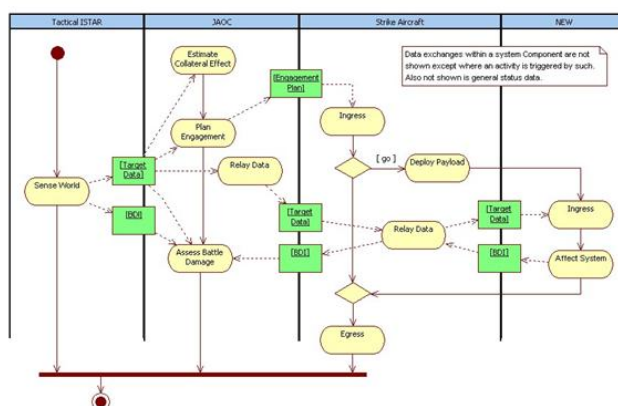 Tactical ISTAR
JAOC
Strike Aircraft
NEW
Estimate
Collateral Effect
Data exchanges within a system Component are not
shown except where an activity is triggered by such.
Also not shown is general status data.
[Engagement
Plan]
Ingress
Plan
Engagement
[Target
Data]
Relay Data
[ go ]
Deploy Payload
Sense World
[BDI]
[Target
Data]
Relay Data
[Target
Data]
Ingress
Assess Battle
Damage
[BDI]
[BDI]
Affect System
Egress